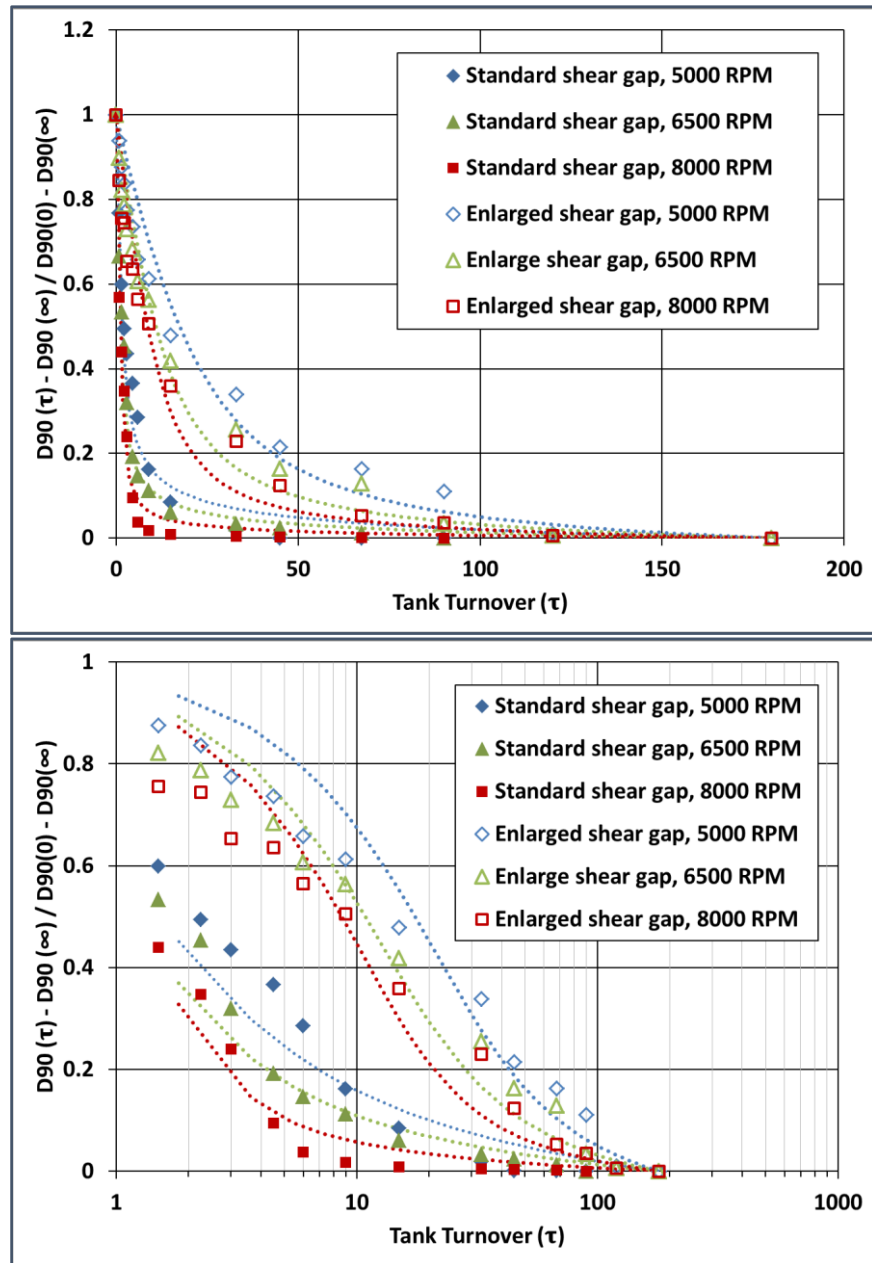 1.2
1
0.8
0.6
0.4
0.2
0
0
50
100
150
200
D90 (τ) - D90 (∞) / D90(0) - D90(∞)
Tank Turnover (τ)
Standard shear gap, 5000 RPM
Standard shear gap, 6500 RPM
Standard shear gap, 8000 RPM
Enlarged shear gap, 5000 RPM
Enlarge shear gap, 6500 RPM
Enlarged shear gap, 8000 RPM
1
0.8
0.6
0.4
0.2
0
1
10
100
1000
D90 (τ) - D90 (∞) / D90(0) - D90(∞)
Tank Turnover (τ)
Standard shear gap, 5000 RPM
Standard shear gap, 6500 RPM
Standard shear gap, 8000 RPM
Enlarged shear gap, 5000 RPM
Enlarge shear gap, 6500 RPM
Enlarged shear gap, 8000 RPM